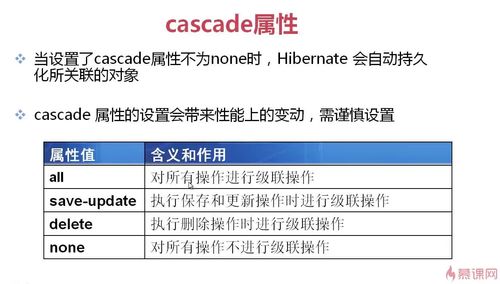 cascade属性
当设置了cascade属性不为none时，Hibernate 会自动持久
化所关联的对象
cascade 属性的设置会带来性能上的变动，需谨慎设置
属性值 含义和作用
all 对所有操作进行级联操作
save-update 执行保存和更新操作时进行级联操作
delete 执行删除操作时进行级联操作
none 对所有操作不进行级联操作
慕课网